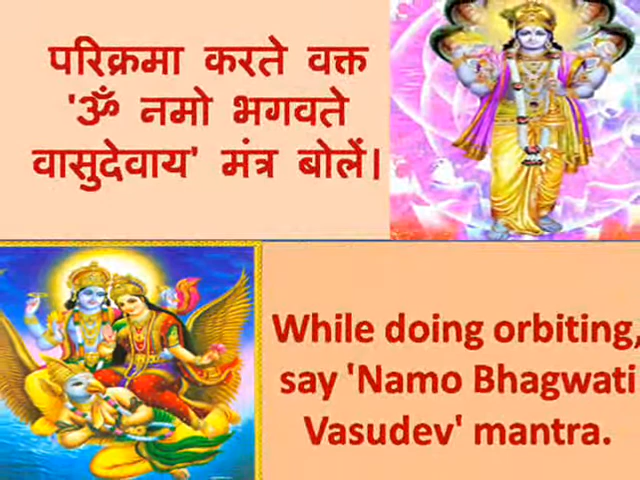 परिक्रमा करते वक्त
'ॐ नमो भगवते
वासुदेवाय' मंत्र बोलें।
While doing orbiting,
say 'Namo Bhagwati
Vasudev' mantra.